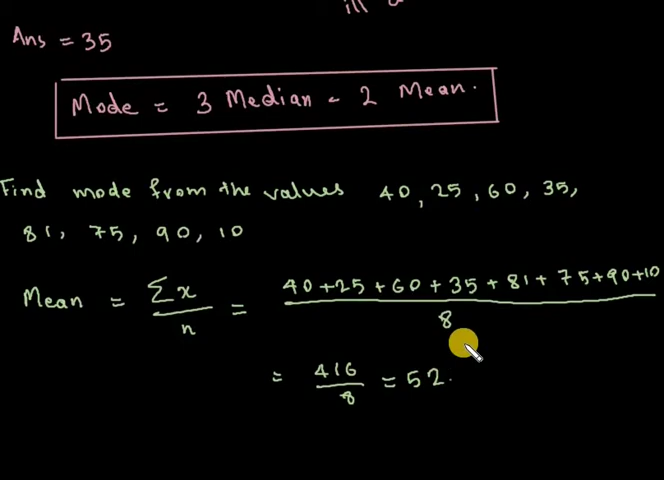 ill
Ans = 35
Mode = 3 Median - 2 Mean.
Find mode from the values 40, 25, 60, 35,
81, 75, 90, 10
Mean = Σx/n = 40+25+60+35+81+75+90+10/8
= 416/8 = 52.